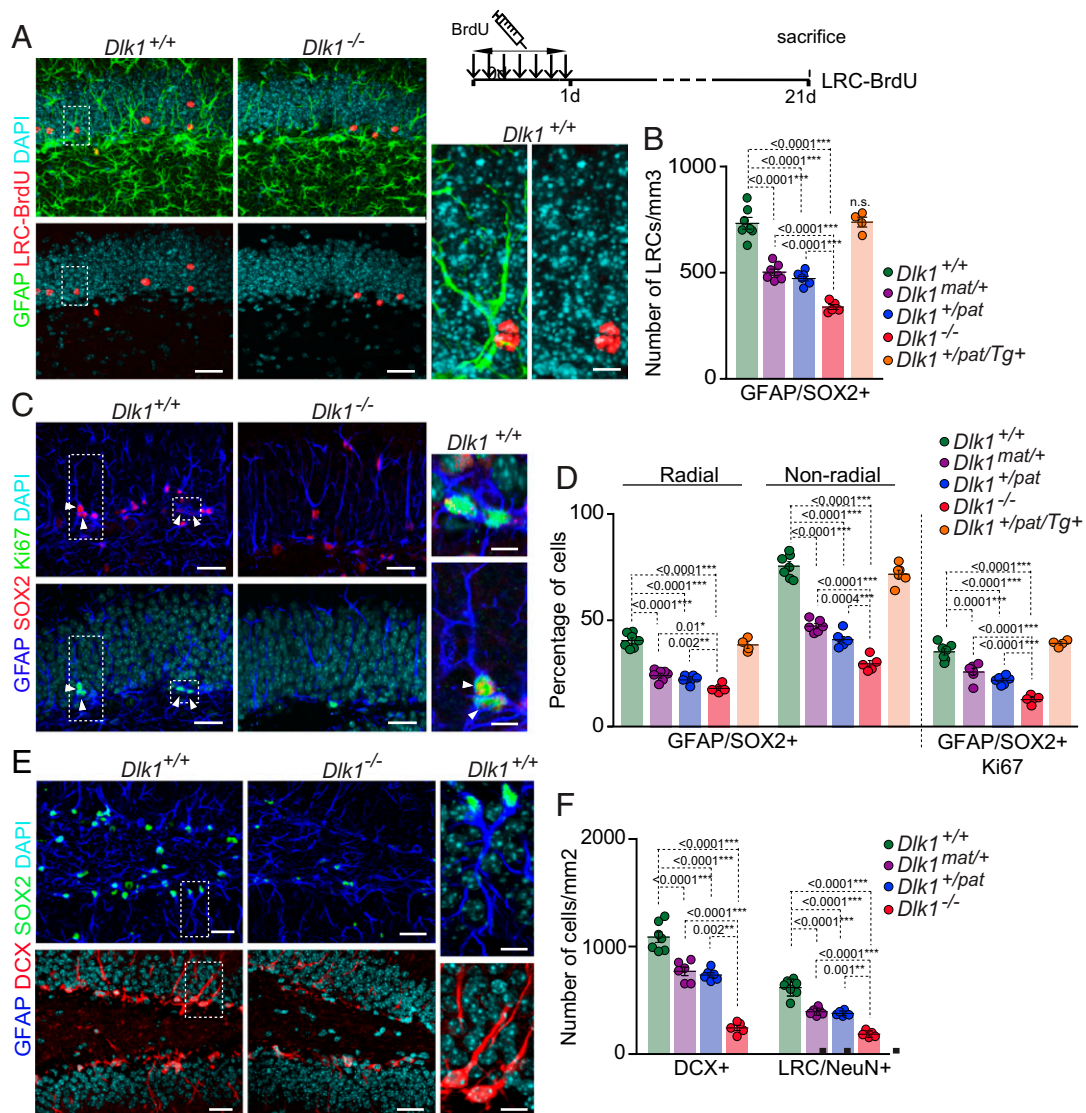 A
Dlk1+/+
Dlk1-/-
GFAP LRC-BrdU DAPI
BrdU
sacrifice
1d
21d
LRC-BrdU
Dlk1+/+
B
Number of LRCs/mm3
1000
500
0
<0.0001***
<0.0001***
<0.0001***
<0.0001***
<0.0001***
n.s.
GFAP/SOX2+
Dlk1+/+
Dlk1mat/+
Dlk1+/pat
Dlk1-/-
Dlk1+/pat/Tg+
C
Dlk1+/+
Dlk1-/-
Dlk1+/+
GFAP SOX2 Ki67 DAPI
D
Dlk1+/+
Dlk1mat/+
Dlk1+/pat
Dlk1-/-
Dlk1+/pat/Tg+
Radial
Non-radial
Percentage of cells
100
50
0
<0.0001***
<0.0001***
<0.0001***
0.01*
0.002**
<0.0001***
<0.0001***
<0.0001***
<0.0001***
0.0004***
<0.0001***
<0.0001***
0.0001***
<0.0001***
<0.0001***
GFAP/SOX2+
GFAP/SOX2+
Ki67
E
Dlk1+/+
Dlk1-/-
Dlk1+/+
GFAP DCX SOX2 DAPI
F
Number of cells/mm2
2000
1000
0
<0.0001***
<0.0001***
<0.0001***
<0.0001***
0.002**
<0.0001***
<0.0001***
<0.0001***
<0.0001***
0.001**
DCX+
LRC/NeuN+
Dlk1+/+
Dlk1mat/+
Dlk1+/pat
Dlk1-/-